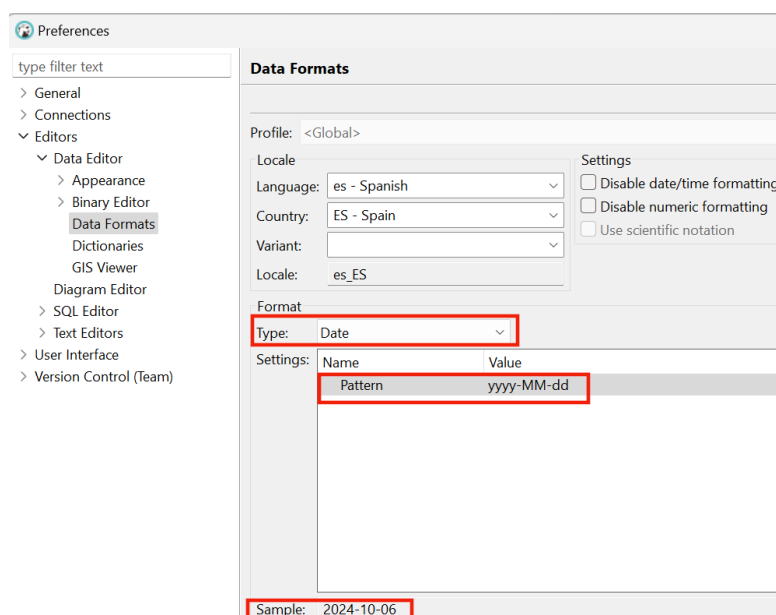 Preferences
type filter text
General
Connections
Editors
Data Editor
Appearance
Binary Editor
Data Formats
Dictionaries
GIS Viewer
Diagram Editor
SQL Editor
Text Editors
User Interface
Version Control (Team)
Data Formats
Profile: <Global>
Locale
Language: es - Spanish
Country: ES - Spain
Variant:
Locale: es_ES
Settings
Disable date/time formatting
Disable numeric formatting
Use scientific notation
Format
Type: Date
Settings: Name Value
Pattern yyyy-MM-dd
Sample: 2024-10-06